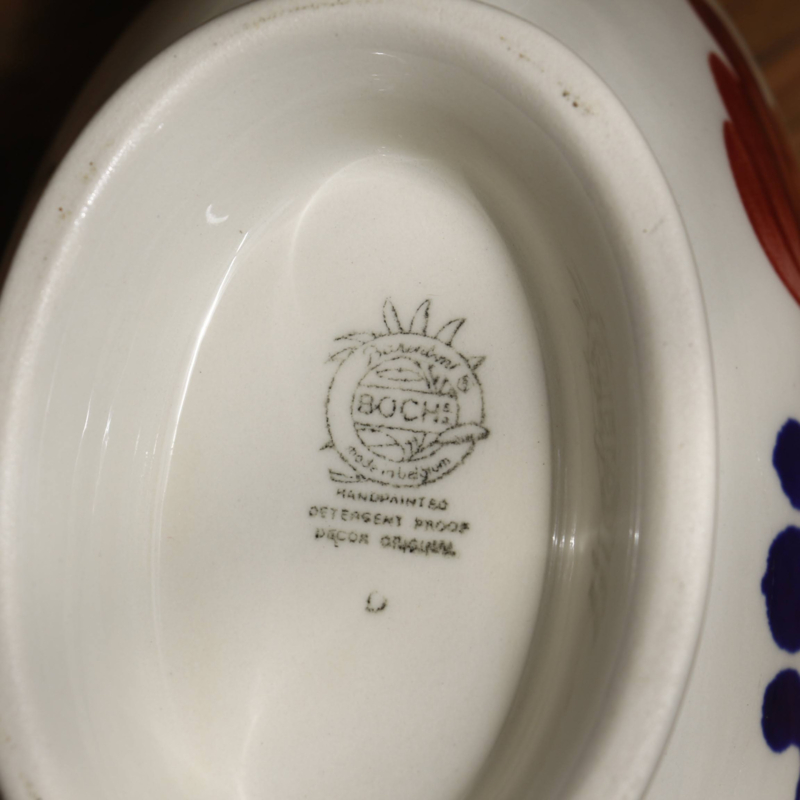 BOCH
made in belgium
HANDPAINTED
DETERGENT PROOF
DECOR ORIGINAL